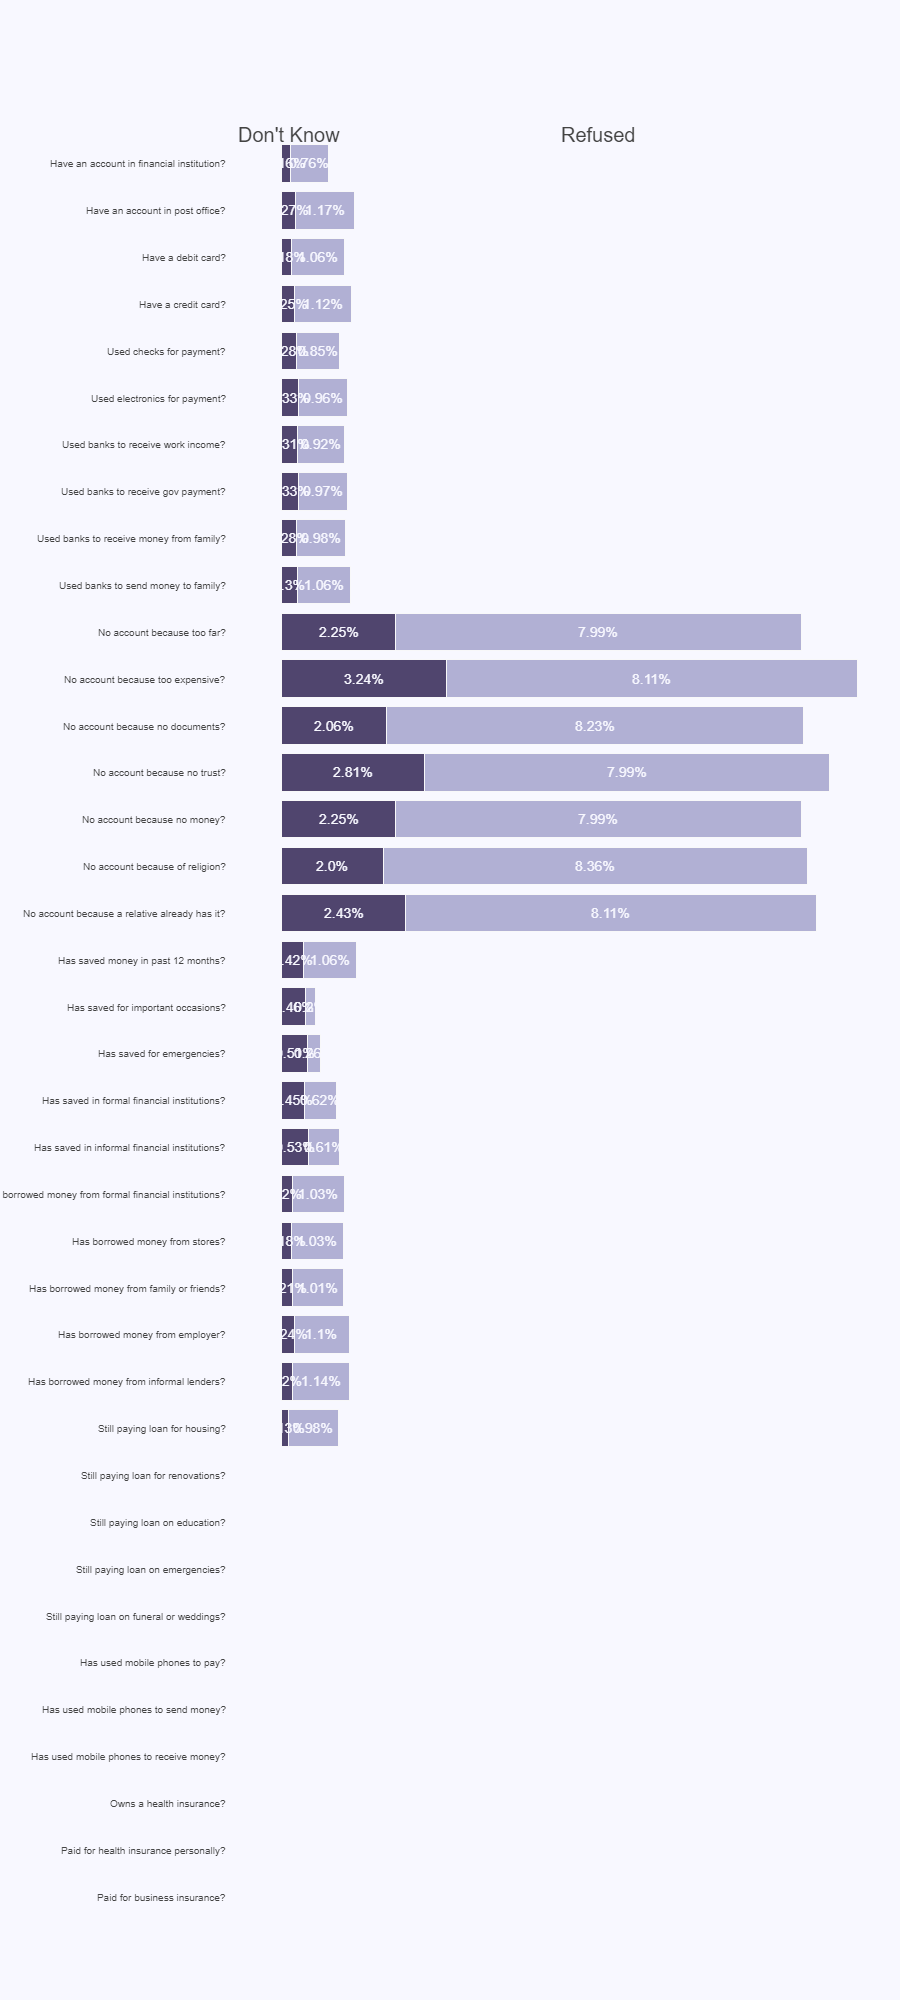 Don't Know Refused
Have an account in financial institution?
Have an account in post office? 1.17%
Have a debit card?
Have a credit card? 1.12%
Used checks for payment?
Used electronics for payment? 0.96%
Used banks to receive work income? 0.92%
Used banks to receive gov payment? 0.97%
Used banks to receive money from family? 0.98%
Used banks to send money to family? 1.06%
No account because too far? 2.25% 7.99%
No account because too expensive? 3.24% 8.11%
No account because no documents? 2.06% 8.23%
No account because no trust? 2.81% 7.99%
No account because no money? 2.25% 7.99%
No account because of religion? 2.0% 8.36%
No account because a relative already has it? 2.43% 8.11%
Has saved money in past 12 months? 1.06%
Has saved for important occasions?
Has saved for emergencies?
Has saved in formal financial institutions?
Has saved in informal financial institutions?
borrowed money from formal financial institutions? 1.03%
Has borrowed money from stores? 1.03%
Has borrowed money from family or friends? 1.01%
Has borrowed money from employer? 1.1%
Has borrowed money from informal lenders? 1.14%
Still paying loan for housing?
Still paying loan for renovations?
Still paying loan on education?
Still paying loan on emergencies?
Still paying loan on funeral or weddings?
Has used mobile phones to pay?
Has used mobile phones to send money?
Has used mobile phones to receive money?
Owns a health insurance?
Paid for health insurance personally?
Paid for business insurance?